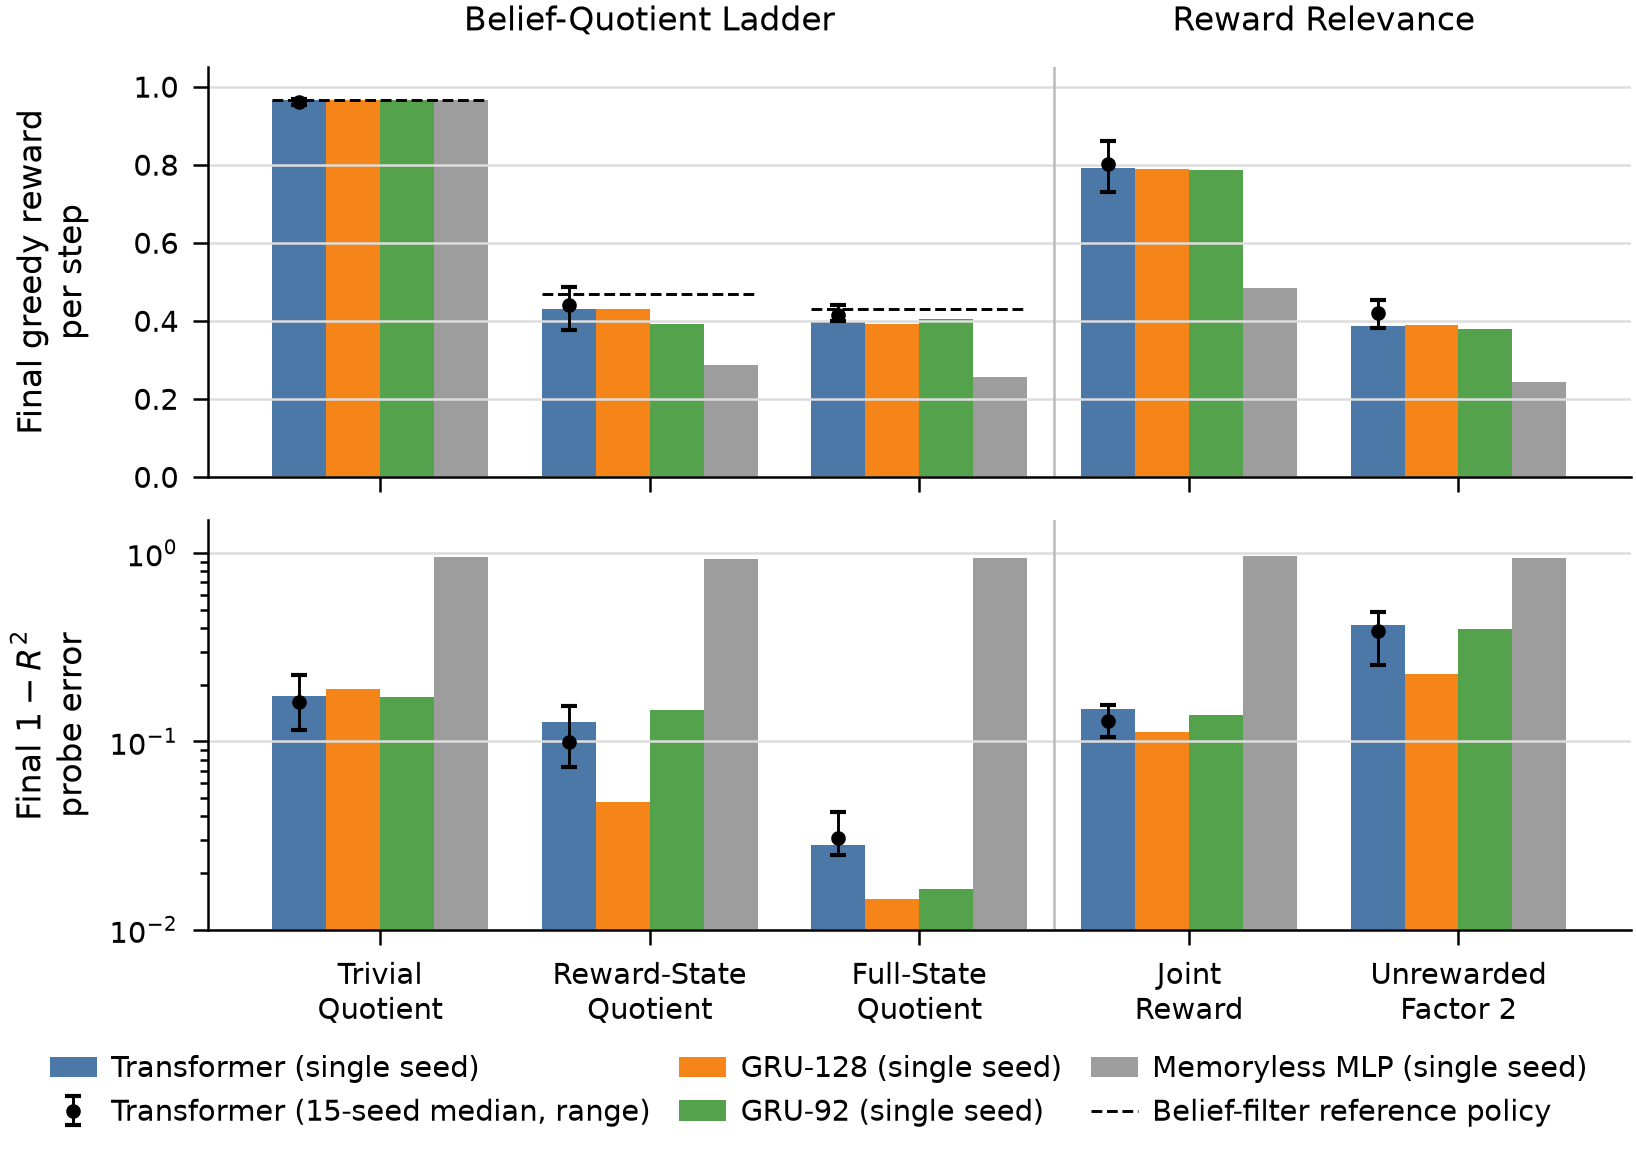 Belief-Quotient Ladder
Reward Relevance
Final greedy reward
per step
1.0
0.8
0.6
0.4
0.2
0.0
Final 1 − R²
probe error
10⁰
10⁻¹
10⁻²
Trivial
Quotient
Reward-State
Quotient
Full-State
Quotient
Joint
Reward
Unrewarded
Factor 2
Transformer (single seed)
Transformer (15-seed median, range)
GRU-128 (single seed)
GRU-92 (single seed)
Memoryless MLP (single seed)
Belief-filter reference policy